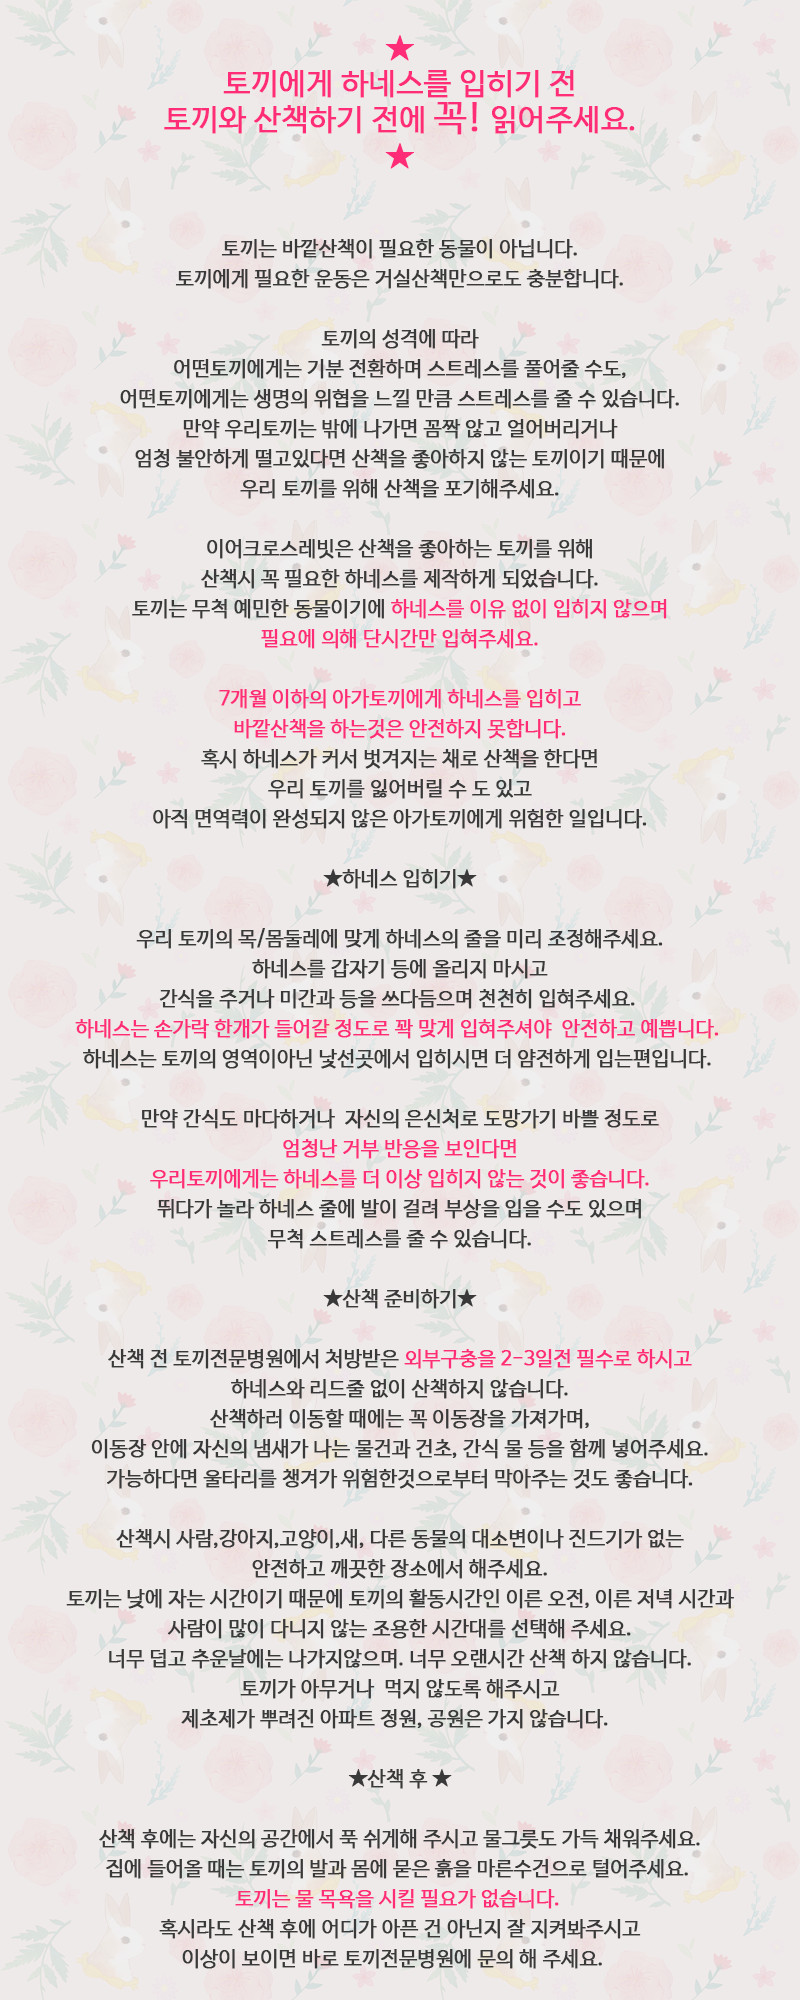 ★
토끼에게 하네스를 입히기 전
토끼와 산책하기 전에 꼭! 읽어주세요.
★
토끼는 바깥산책이 필요한 동물이 아닙니다.
토끼에게 필요한 운동은 거실산책만으로도 충분합니다.
토끼의 성격에 따라
어떤토끼에게는 기분 전환하며 스트레스를 풀어줄 수도,
어떤토끼에게는 생명의 위협을 느낄 만큼 스트레스를 줄 수 있습니다.
만약 우리토끼는 밖에 나가면 꼼짝 않고 얼어버리거나
엄청 불안하게 떨고있다면 산책을 좋아하지 않는 토끼이기 때문에
우리 토끼를 위해 산책을 포기해주세요.
이어크로스레빗은 산책을 좋아하는 토끼를 위해
산책시 꼭 필요한 하네스를 제작하게 되었습니다.
토끼는 무척 예민한 동물이기에 하네스를 이유 없이 입히지 않으며
필요에 의해 단시간만 입혀주세요.
7개월 이하의 아가토끼에게 하네스를 입히고
바깥산책을 하는것은 안전하지 못합니다.
혹시 하네스가 커서 벗겨지는 채로 산책을 한다면
우리 토끼를 잃어버릴 수 도 있고
아직 면역력이 완성되지 않은 아가토끼에게 위험한 일입니다.
★하네스 입히기★
우리 토끼의 목/몸둘레에 맞게 하네스의 줄을 미리 조정해주세요.
하네스를 갑자기 등에 올리지 마시고
간식을 주거나 미간과 등을 쓰다듬으며 천천히 입혀주세요.
하네스는 손가락 한개가 들어갈 정도로 꽉 맞게 입혀주셔야 안전하고 예쁩니다.
하네스는 토끼의 영역이아닌 낯선곳에서 입히시면 더 얌전하게 입는편입니다.
만약 간식도 마다하거나 자신의 은신처로 도망가기 바쁠 정도로
엄청난 거부 반응을 보인다면
우리토끼에게는 하네스를 더 이상 입히지 않는 것이 좋습니다.
뛰다가 놀라 하네스 줄에 발이 걸려 부상을 입을 수도 있으며
무척 스트레스를 줄 수 있습니다.
★산책 준비하기★
산책 전 토끼전문병원에서 처방받은 외부구충을 2-3일전 필수로 하시고
하네스와 리드줄 없이 산책하지 않습니다.
산책하러 이동할 때에는 꼭 이동장을 가져가며,
이동장 안에 자신의 냄새가 나는 물건과 건초, 간식 물 등을 함께 넣어주세요.
가능하다면 울타리를 챙겨가 위험한것으로부터 막아주는 것도 좋습니다.
산책시 사람,강아지,고양이,새, 다른 동물의 대소변이나 진드기가 없는
안전하고 깨끗한 장소에서 해주세요.
토끼는 낮에 자는 시간이기 때문에 토끼의 활동시간인 이른 오전, 이른 저녁 시간과
사람이 많이 다니지 않는 조용한 시간대를 선택해 주세요.
너무 덥고 추운날에는 나가지않으며. 너무 오랜시간 산책 하지 않습니다.
토끼가 아무거나 먹지 않도록 해주시고
제초제가 뿌려진 아파트 정원, 공원은 가지 않습니다.
★산책 후 ★
산책 후에는 자신의 공간에서 푹 쉬게해 주시고 물그릇도 가득 채워주세요.
집에 들어올 때는 토끼의 발과 몸에 묻은 흙을 마른수건으로 털어주세요.
토끼는 물 목욕을 시킬 필요가 없습니다.
혹시라도 산책 후에 어디가 아픈 건 아닌지 잘 지켜봐주시고
이상이 보이면 바로 토끼전문병원에 문의 해 주세요.